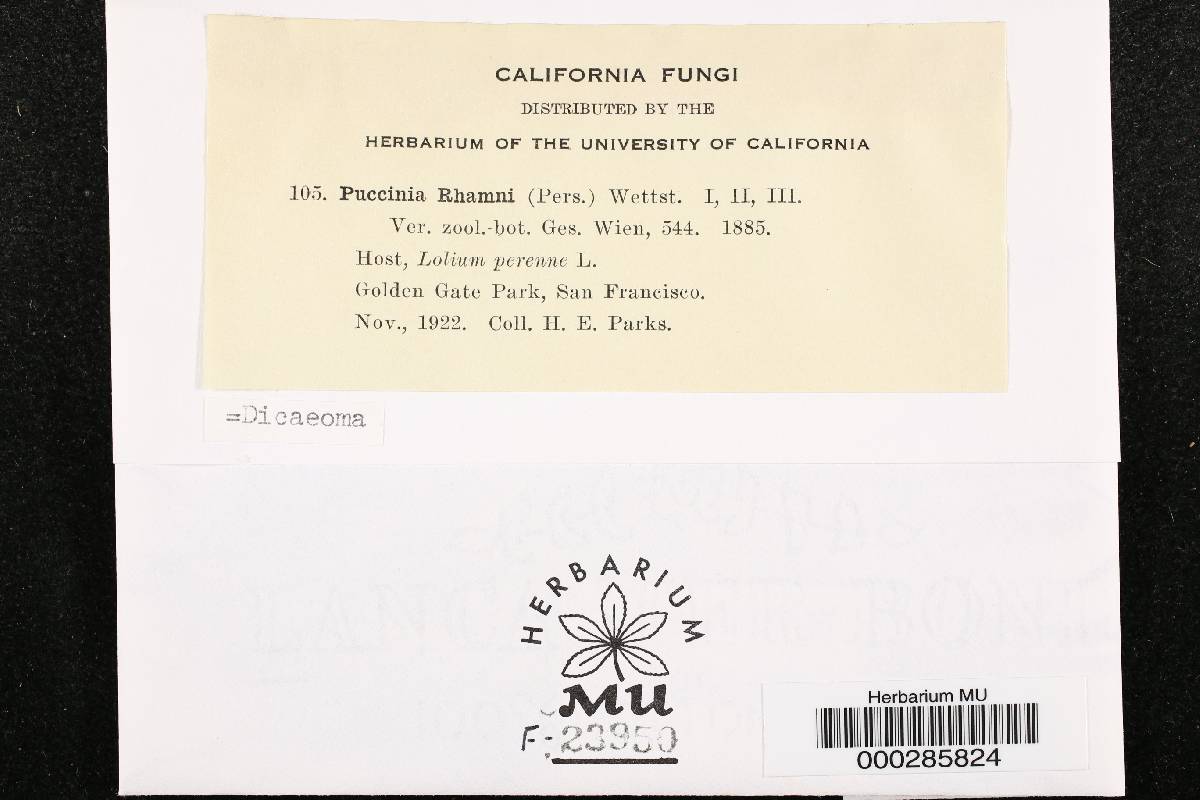 CALIFORNIA FUNGI
DISTRIBUTED BY THE
HERBARIUM OF THE UNIVERSITY OF CALIFORNIA
105. Puccinia Rhamni (Pers.) Wettst. I, II, III.
Ver. zool.-bot. Ges. Wien, 544. 1885.
Host, Lolium perenne L.
Golden Gate Park, San Francisco.
Nov., 1922. Coll. H. E. Parks.
=Dicaeoma
HERBARIUM
MU
F- 23950
Herbarium MU
000285824